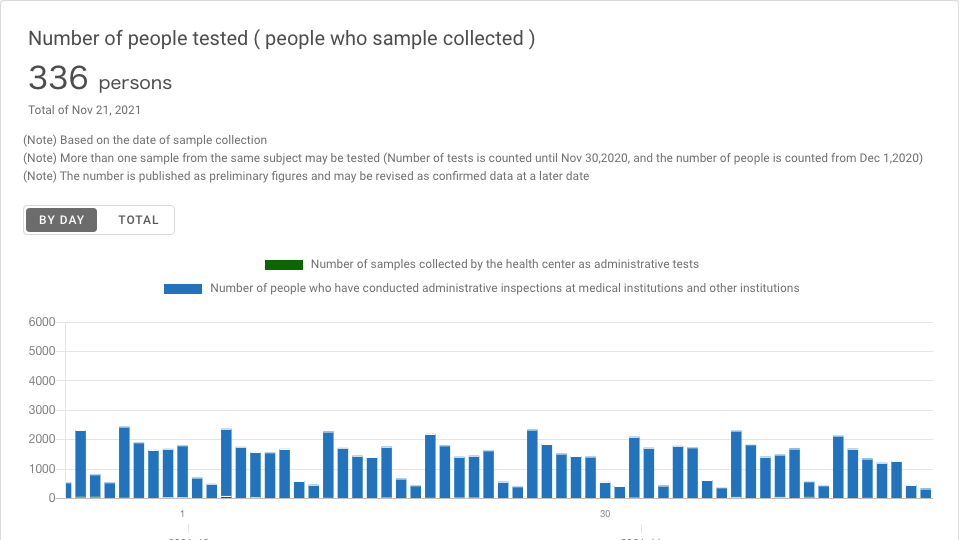 Number of people tested ( people who sample collected )
336 persons
Total of Nov 21, 2021
(Note) Based on the date of sample collection
(Note) More than one sample from the same subject may be tested (Number of tests is counted until Nov 30,2020, and the number of people is counted from Dec 1,2020)
(Note) The number is published as preliminary figures and may be revised as confirmed data at a later date
BY DAY TOTAL
Number of samples collected by the health center as administrative tests
Number of people who have conducted administrative inspections at medical institutions and other institutions
6000
5000
4000
3000
2000
1000
0
1 30